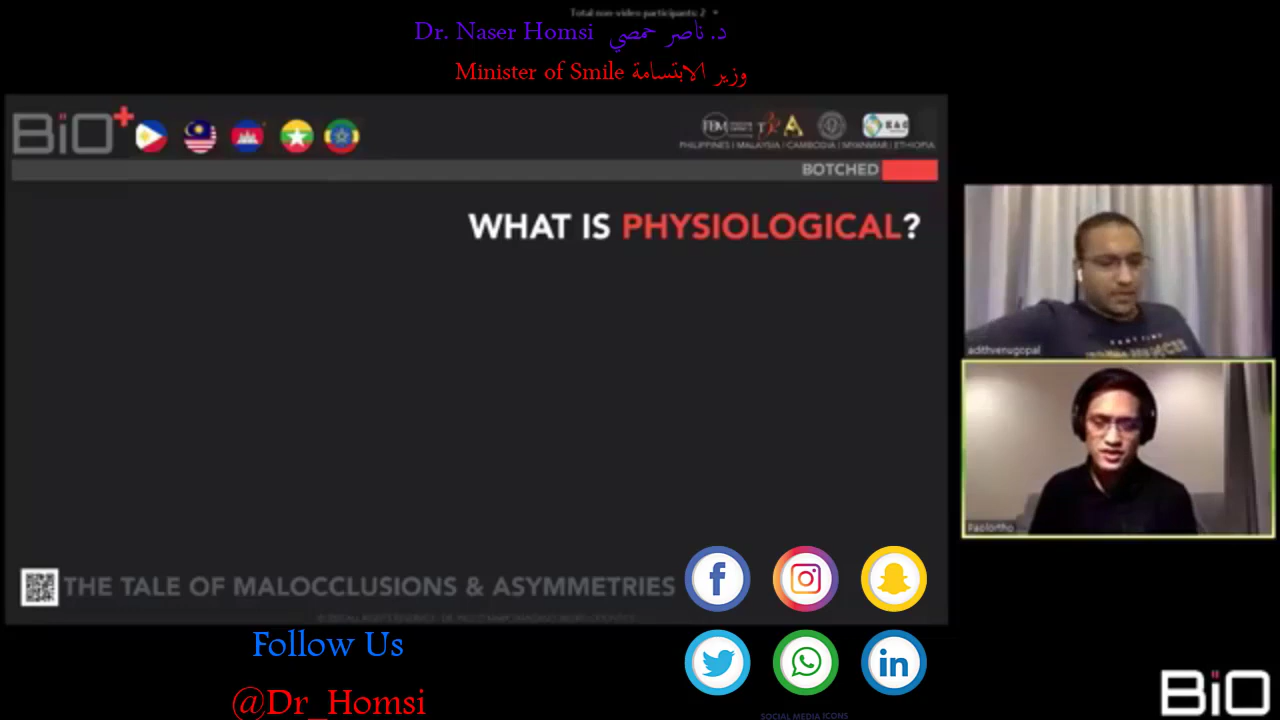 Total non-video participants: 2
Dr. Naser Homsi د. ناصر حمصي
Minister of Smile وزير الابتسامة
BiO+
PHILIPPINES | MALAYSIA | CAMBODIA | MYANMAR | ETHIOPIA
BOTCHED
WHAT IS PHYSIOLOGICAL?
adithvenugopal
Paolortho
THE TALE OF MALOCCLUSIONS & ASYMMETRIES
Follow Us
@Dr_Homsi
SOCIAL MEDIA ICONS
BiO